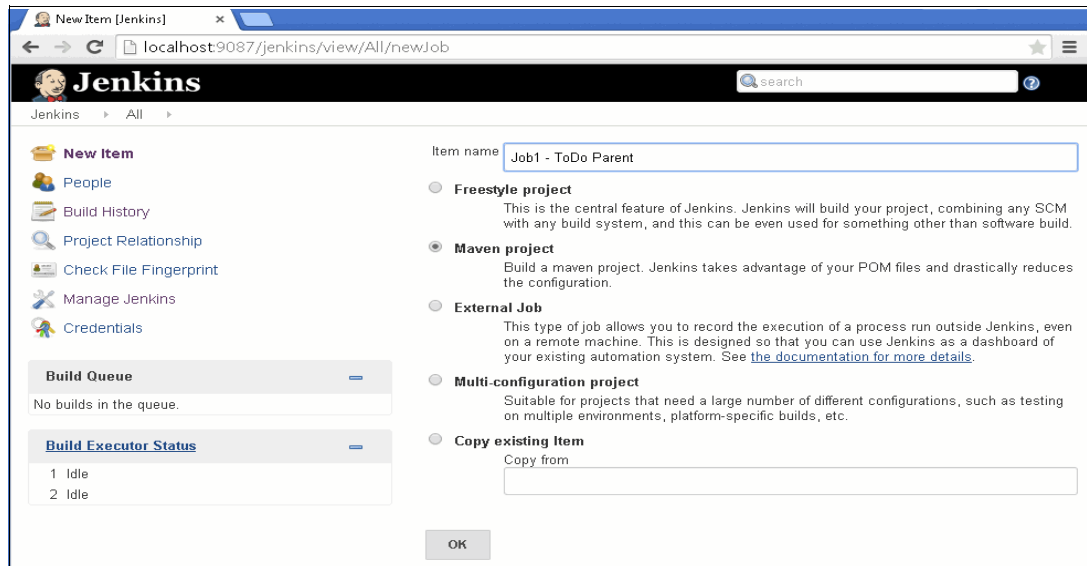 New Item [Jenkins]
localhost:9087/jenkins/view/All/newJob
Jenkins
search
Jenkins All
New Item
People
Build History
Project Relationship
Check File Fingerprint
Manage Jenkins
Credentials
Build Queue
No builds in the queue.
Build Executor Status
1 Idle
2 Idle
Item name Job1 - ToDo Parent
Freestyle project
This is the central feature of Jenkins. Jenkins will build your project, combining any SCM
with any build system, and this can be even used for something other than software build.
Maven project
Build a maven project. Jenkins takes advantage of your POM files and drastically reduces
the configuration.
External Job
This type of job allows you to record the execution of a process run outside Jenkins, even
on a remote machine. This is designed so that you can use Jenkins as a dashboard of
your existing automation system. See the documentation for more details.
Multi-configuration project
Suitable for projects that need a large number of different configurations, such as testing
on multiple environments, platform-specific builds, etc.
Copy existing Item
Copy from
OK